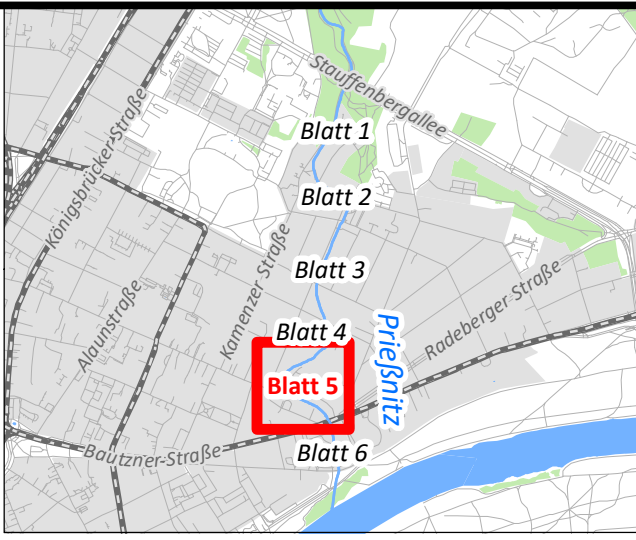 Stauffenbergallee
Blatt 1
Königsbrücker-Straße
Blatt 2
Kamenzer Straße
Blatt 3
Radeberger Straße
Alaunstraße
Blatt 4
Prießnitz
Blatt 5
Bautzner-Straße
Blatt 6